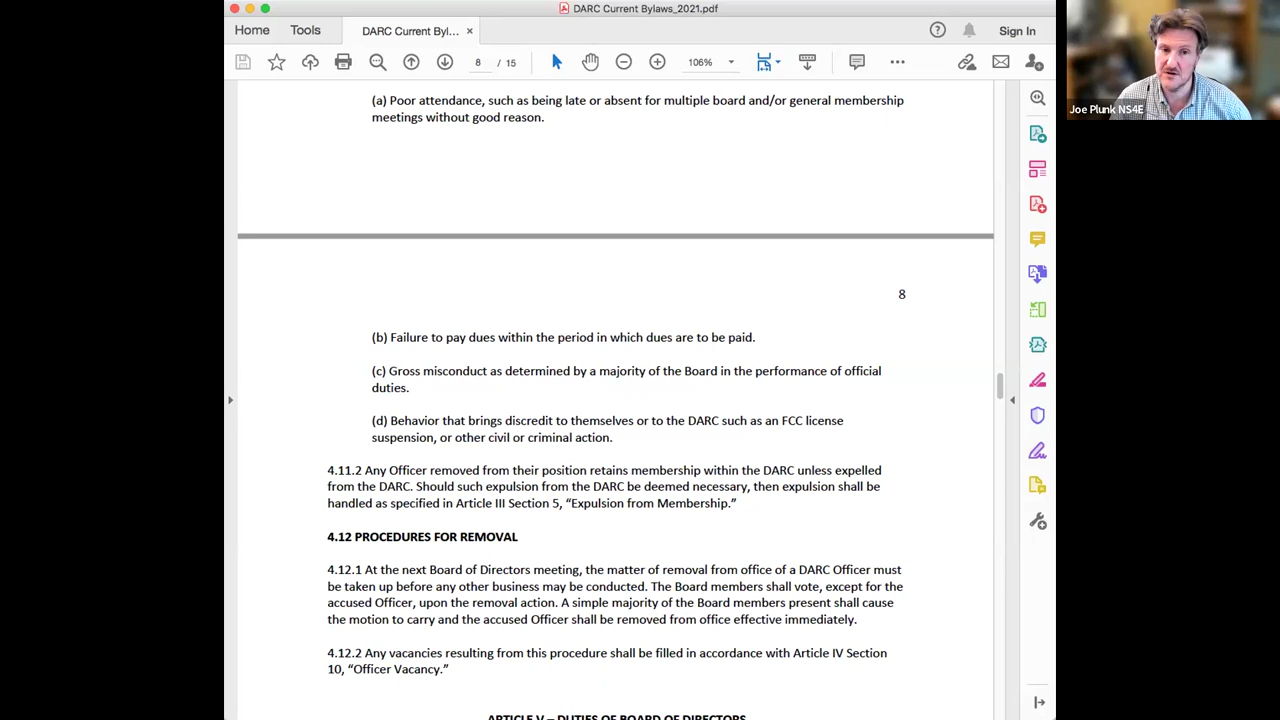 DARC Current Bylaws_2021.pdf
Home
Tools
DARC Current Byl... ×
Sign In
8 / 15
106%
Joe Plunk NS4E
(a) Poor attendance, such as being late or absent for multiple board and/or general membership
meetings without good reason.
8
(b) Failure to pay dues within the period in which dues are to be paid.
(c) Gross misconduct as determined by a majority of the Board in the performance of official
duties.
(d) Behavior that brings discredit to themselves or to the DARC such as an FCC license
suspension, or other civil or criminal action.
4.11.2 Any Officer removed from their position retains membership within the DARC unless expelled
from the DARC. Should such expulsion from the DARC be deemed necessary, then expulsion shall be
handled as specified in Article III Section 5, “Expulsion from Membership.”
4.12 PROCEDURES FOR REMOVAL
4.12.1 At the next Board of Directors meeting, the matter of removal from office of a DARC Officer must
be taken up before any other business may be conducted. The Board members shall vote, except for the
accused Officer, upon the removal action. A simple majority of the Board members present shall cause
the motion to carry and the accused Officer shall be removed from office effective immediately.
4.12.2 Any vacancies resulting from this procedure shall be filled in accordance with Article IV Section
10, “Officer Vacancy.”
ARTICLE V – DUTIES OF BOARD OF DIRECTORS